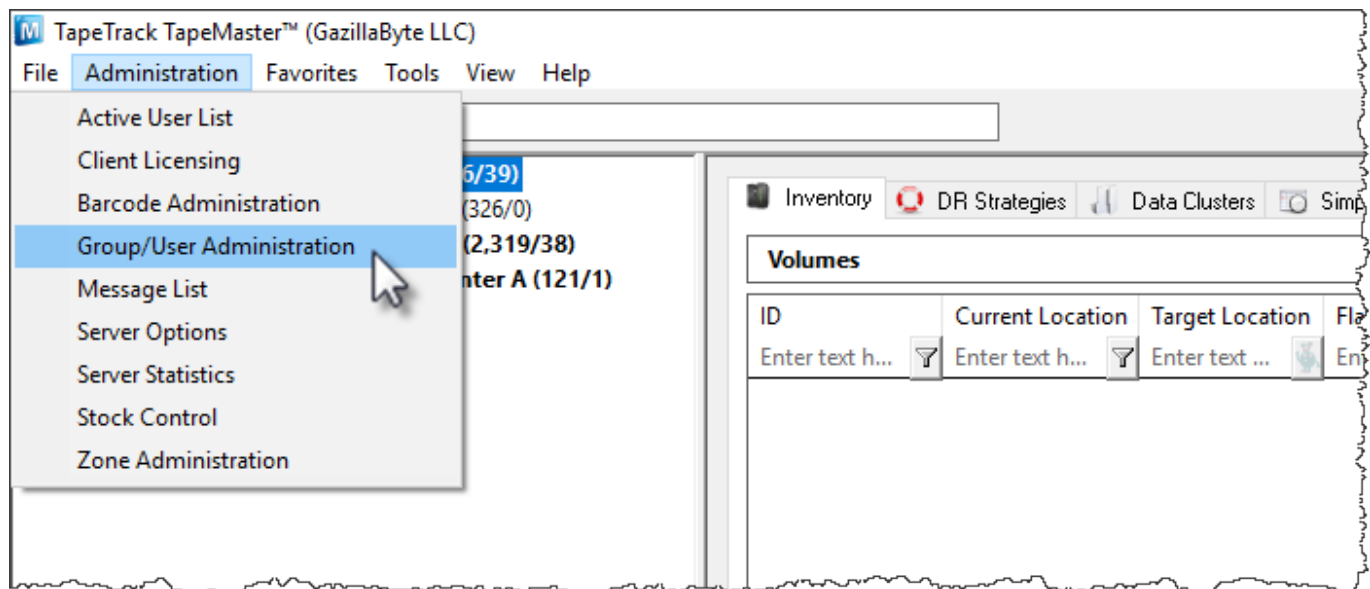 TapeTrack TapeMaster™ (GazillaByte LLC)
File Administration Favorites Tools View Help
Active User List
Client Licensing
Barcode Administration
Group/User Administration
Message List
Server Options
Server Statistics
Stock Control
Zone Administration
6/39)
(326/0)
(2,319/38)
nter A (121/1)
Inventory DR Strategies Data Clusters Simp
Volumes
ID Current Location Target Location Fla
Enter text h... Enter text h... Enter text ... En